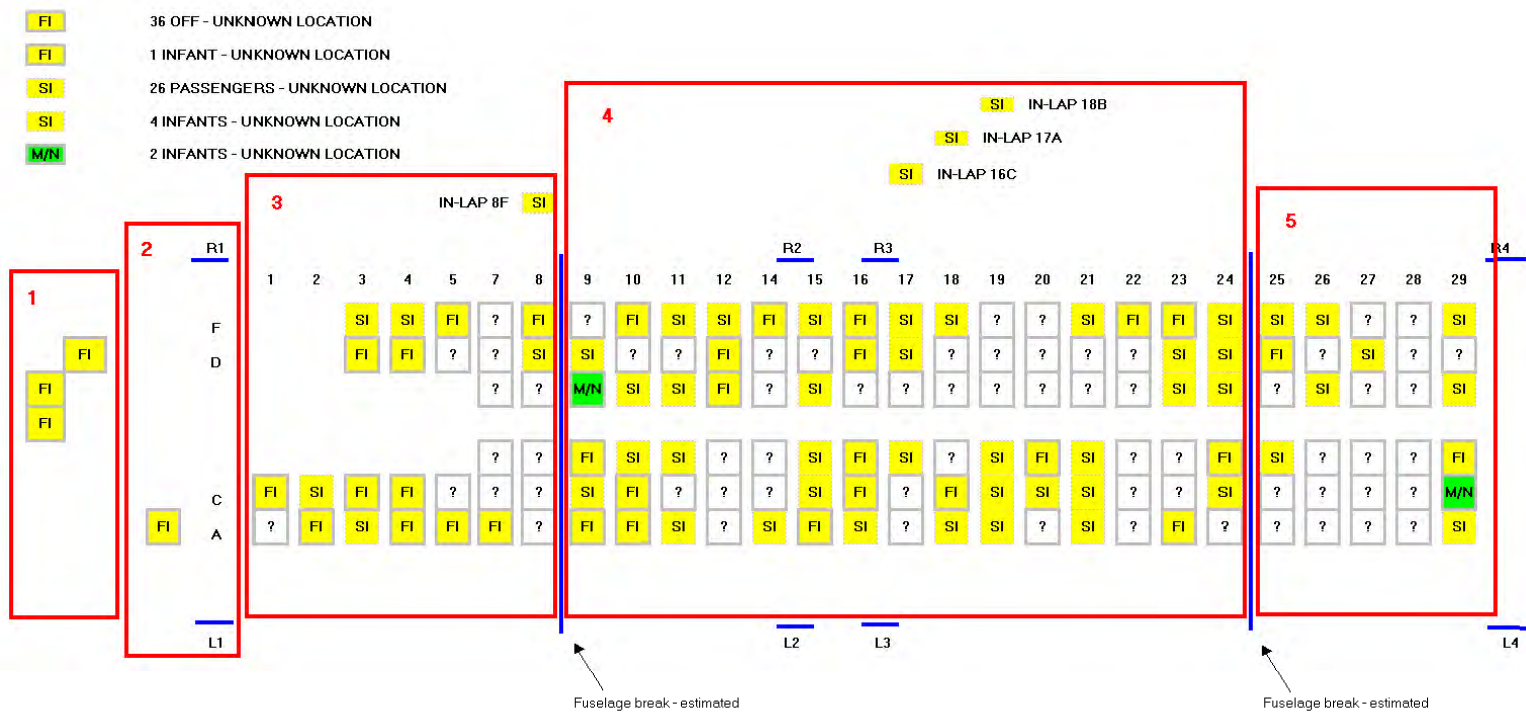 FI 36 OFF - UNKNOWN LOCATION
FI 1 INFANT - UNKNOWN LOCATION
SI 26 PASSENGERS - UNKNOWN LOCATION
SI 4 INFANTS - UNKNOWN LOCATION
M/N 2 INFANTS - UNKNOWN LOCATION
4
SI IN-LAP 18B
SI IN-LAP 17A
SI IN-LAP 16C
3
IN-LAP 8F SI
5
2 R1 R2 R3 R4
1
1 2 3 4 5 7 8 9 10 11 12 14 15 16 17 18 19 20 21 22 23 24 25 26 27 28 29
F SI SI FI ? FI ? FI SI SI FI SI FI SI SI ? ? SI FI FI SI SI SI ? ? SI
FI D FI FI ? ? SI SI ? ? FI ? ? FI SI ? ? ? ? ? SI SI FI ? SI ? ?
FI ? ? M/N SI SI FI ? SI ? ? ? ? ? ? ? SI SI ? SI ? ? SI
FI
? ? FI SI SI ? ? SI FI SI ? SI FI SI ? ? FI SI ? ? ? FI
C FI SI FI FI ? ? ? SI FI ? ? ? SI FI ? FI SI SI SI ? ? SI ? ? ? ? M/N
FI A ? FI SI FI FI FI ? FI FI SI ? SI FI SI ? SI SI ? SI ? FI ? ? ? ? ? SI
L1 L2 L3 L4
Fuselage break - estimated Fuselage break - estimated